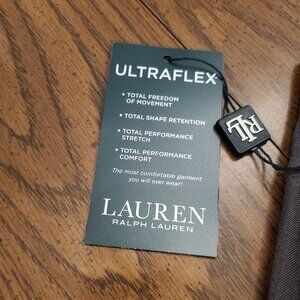 ULTRAFLEX
▪ TOTAL FREEDOM
OF MOVEMENT
▪ TOTAL SHAPE RETENTION
▪ TOTAL PERFORMANCE
STRETCH
▪ TOTAL PERFORMANCE
COMFORT
The most comfortable garment
you will ever wear!
LAUREN
RALPH LAUREN
RLL